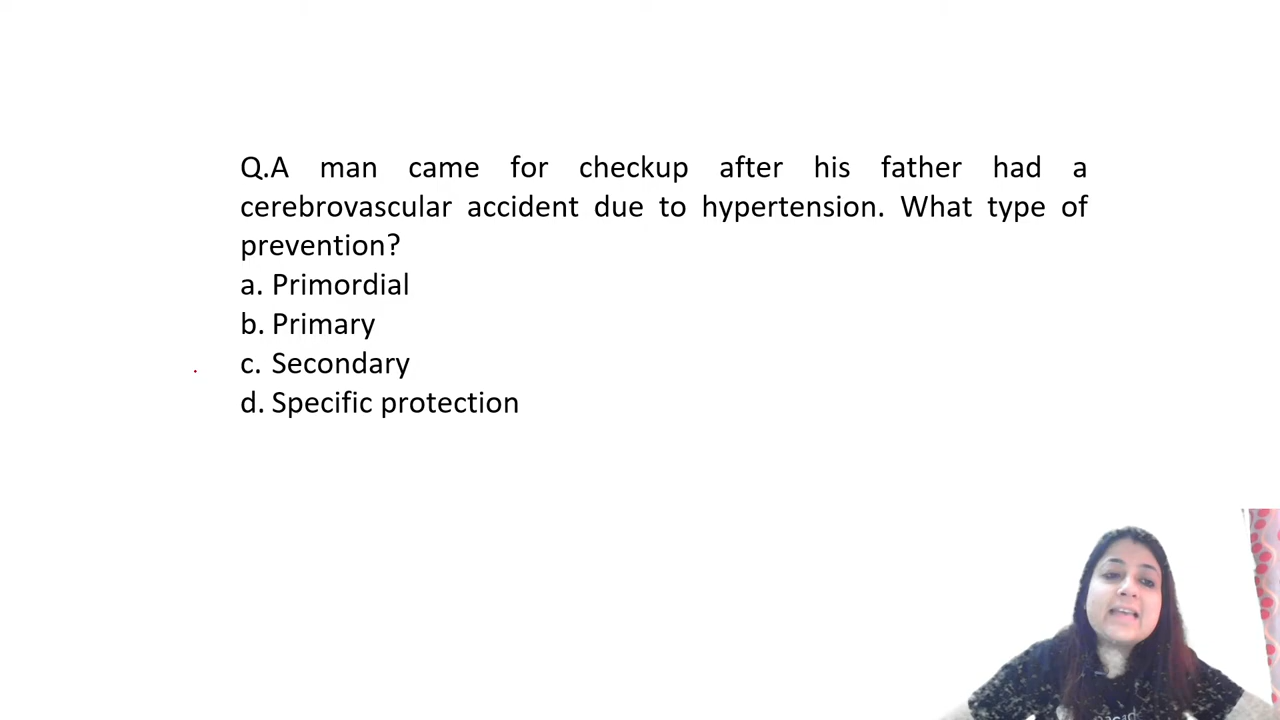 Q.A man came for checkup after his father had a
cerebrovascular accident due to hypertension. What type of
prevention?
a. Primordial
b. Primary
c. Secondary
d. Specific protection